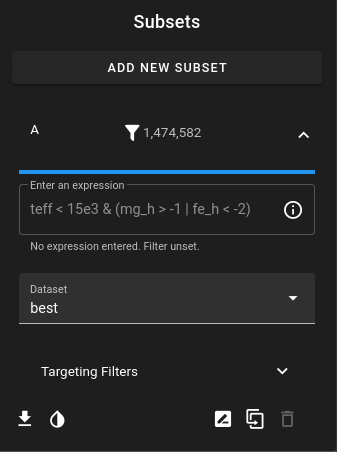 Subsets
ADD NEW SUBSET
A
1,474,582
Enter an expression
teff < 15e3 & (mg_h > -1 | fe_h < -2)
No expression entered. Filter unset.
Dataset
best
Targeting Filters